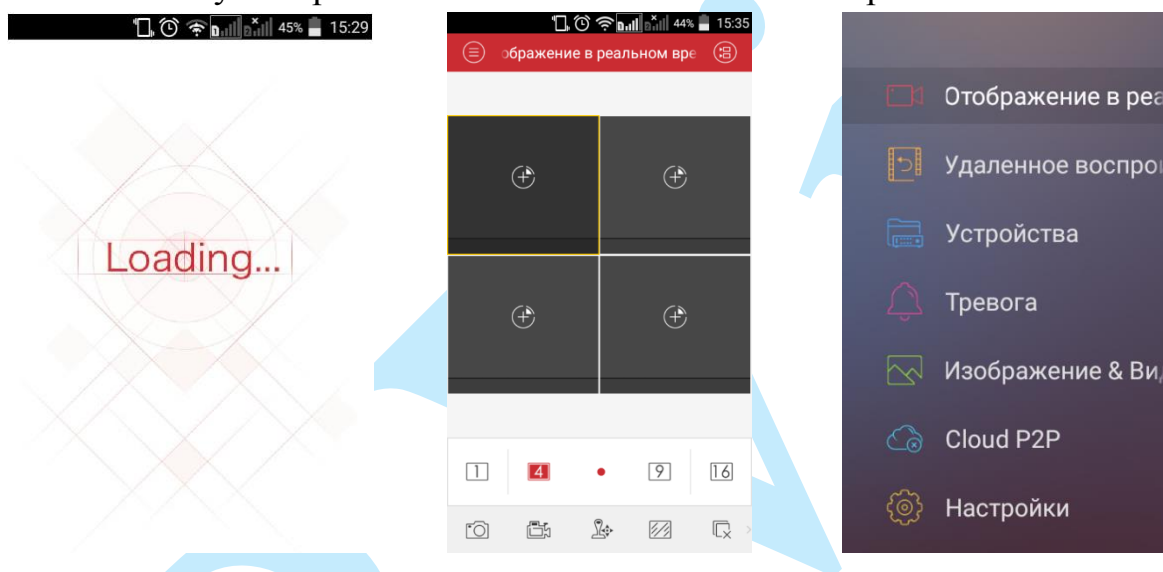 45% 15:29
Loading...
44% 15:35
ображение в реальном вре
1 4 9 16
Отображение в реа
Удаленное воспро
Устройства
Тревога
Изображение & Ви
Cloud P2P
Настройки